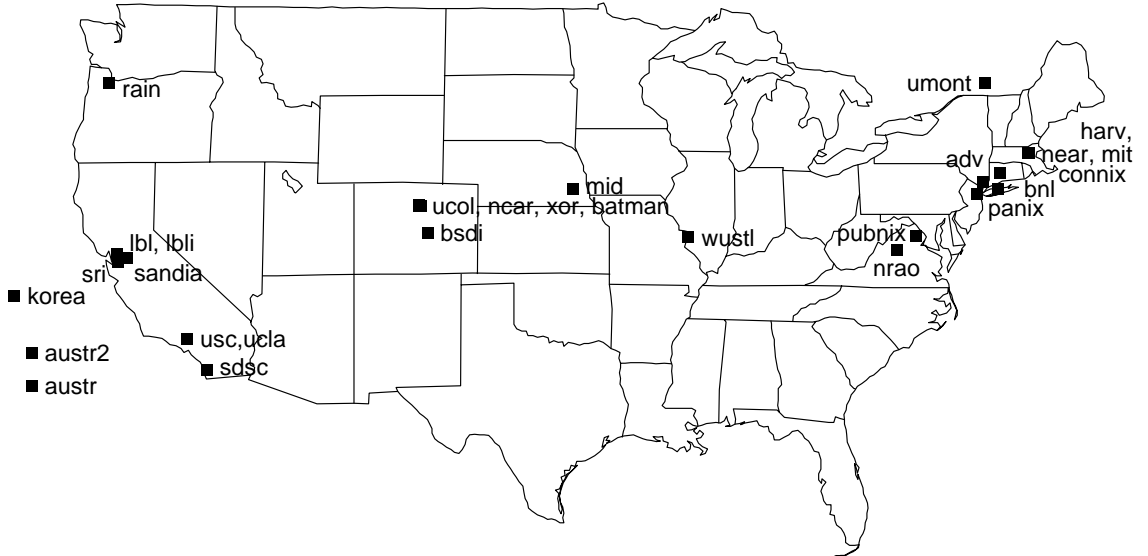 umont
rain
harv,
near, mit
adv
connix
mid
bnl
ucol, ncar, xor, batman
panix
bsdi
wustl
pubnix
lbl, lbli
nrao
sri
sandia
korea
usc,ucla
austr2
sdsc
austr